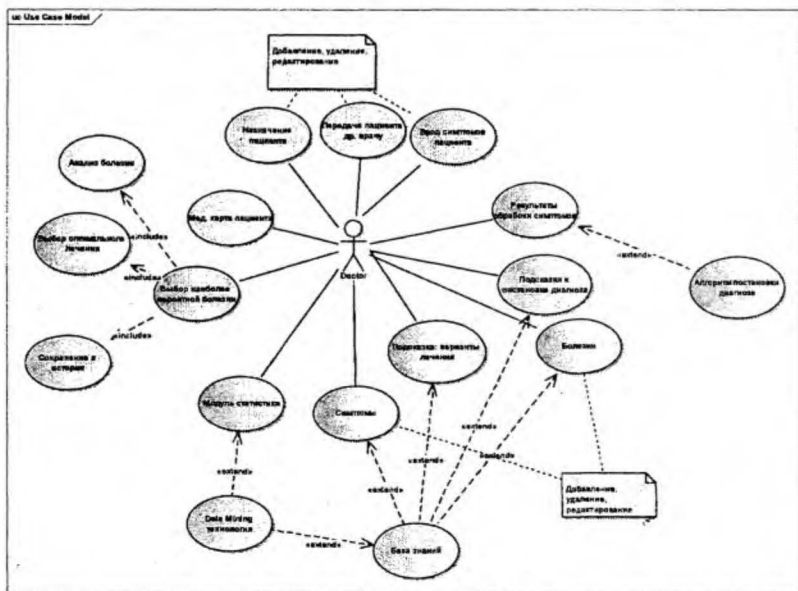 uc Use Case Model
Добавление, удаление,
редактирование
Назначение
пациента
Передача пациента
др. врачу
Ввод симптомов
пациента
Анализ болезни
Мед. карта пациента
Результаты
обработки симптомов
Выбор оптимального
лечения
«include»
«include»
«include»
Выбор наиболее
вероятной болезни
Doctor
Подсказки к
постановке диагноза
«extend»
Алгоритм постановки
диагноза
Сохранение в
истории
Подсказка: варианты
лечения
Болезни
Модуль статистики
Симптомы
«extend»
«extend»
«extend»
«extend»
«extend»
Добавление,
удаление,
редактирование
Data Mining
технология
«extend»
База знаний